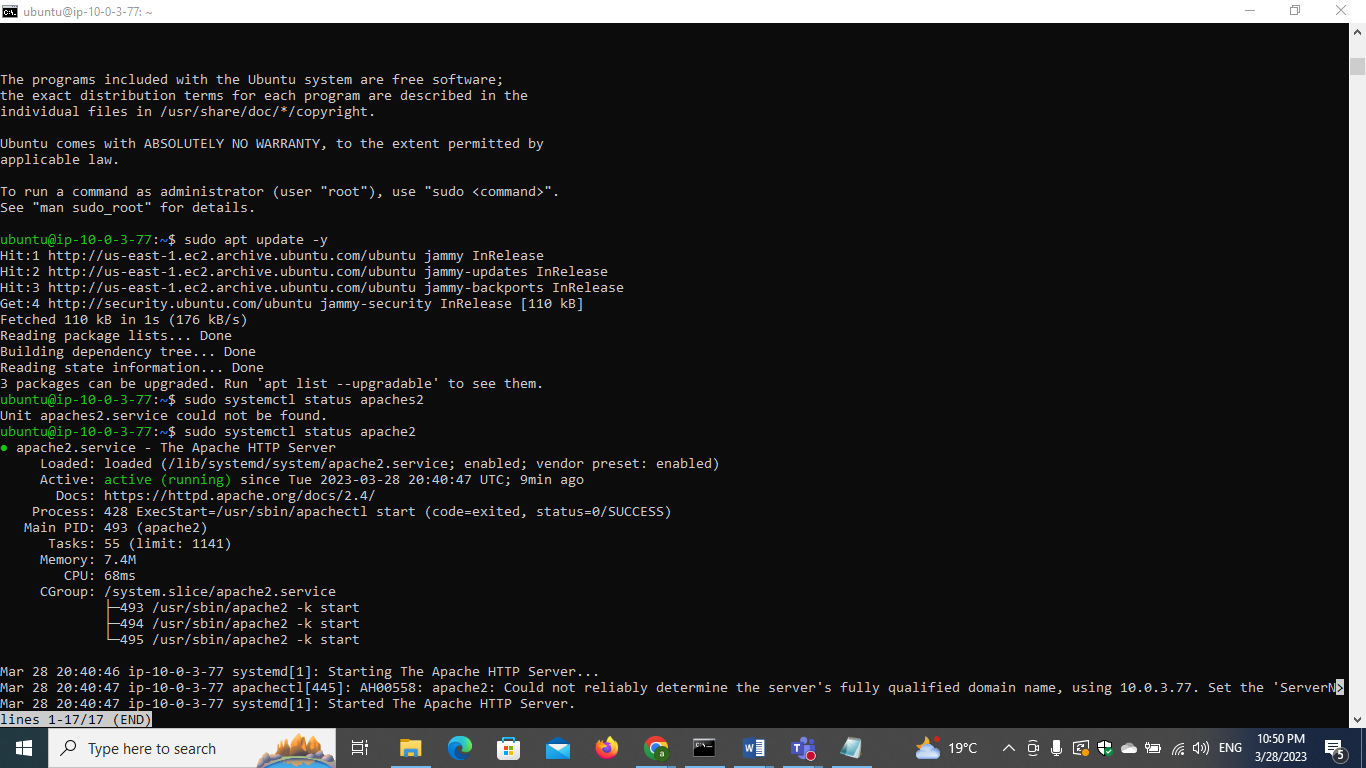 ubuntu@ip-10-0-3-77: ~
The programs included with the Ubuntu system are free software;
the exact distribution terms for each program are described in the
individual files in /usr/share/doc/*/copyright.
Ubuntu comes with ABSOLUTELY NO WARRANTY, to the extent permitted by
applicable law.
To run a command as administrator (user "root"), use "sudo <command>".
See "man sudo_root" for details.
ubuntu@ip-10-0-3-77:~$ sudo apt update -y
Hit:1 http://us-east-1.ec2.archive.ubuntu.com/ubuntu jammy InRelease
Hit:2 http://us-east-1.ec2.archive.ubuntu.com/ubuntu jammy-updates InRelease
Hit:3 http://us-east-1.ec2.archive.ubuntu.com/ubuntu jammy-backports InRelease
Get:4 http://security.ubuntu.com/ubuntu jammy-security InRelease [110 kB]
Fetched 110 kB in 1s (176 kB/s)
Reading package lists... Done
Building dependency tree... Done
Reading state information... Done
3 packages can be upgraded. Run 'apt list --upgradable' to see them.
ubuntu@ip-10-0-3-77:~$ sudo systemctl status apaches2
Unit apaches2.service could not be found.
ubuntu@ip-10-0-3-77:~$ sudo systemctl status apache2
● apache2.service - The Apache HTTP Server
Loaded: loaded (/lib/systemd/system/apache2.service; enabled; vendor preset: enabled)
Active: active (running) since Tue 2023-03-28 20:40:47 UTC; 9min ago
Docs: https://httpd.apache.org/docs/2.4/
Process: 428 ExecStart=/usr/sbin/apachectl start (code=exited, status=0/SUCCESS)
Main PID: 493 (apache2)
Tasks: 55 (limit: 1141)
Memory: 7.4M
CPU: 68ms
CGroup: /system.slice/apache2.service
├─493 /usr/sbin/apache2 -k start
├─494 /usr/sbin/apache2 -k start
└─495 /usr/sbin/apache2 -k start
Mar 28 20:40:46 ip-10-0-3-77 systemd[1]: Starting The Apache HTTP Server...
Mar 28 20:40:47 ip-10-0-3-77 apachectl[445]: AH00558: apache2: Could not reliably determine the server's fully qualified domain name, using 10.0.3.77. Set the 'ServerN>
Mar 28 20:40:47 ip-10-0-3-77 systemd[1]: Started The Apache HTTP Server.
lines 1-17/17 (END)
Type here to search
19°C
ENG
10:50 PM
3/28/2023
5